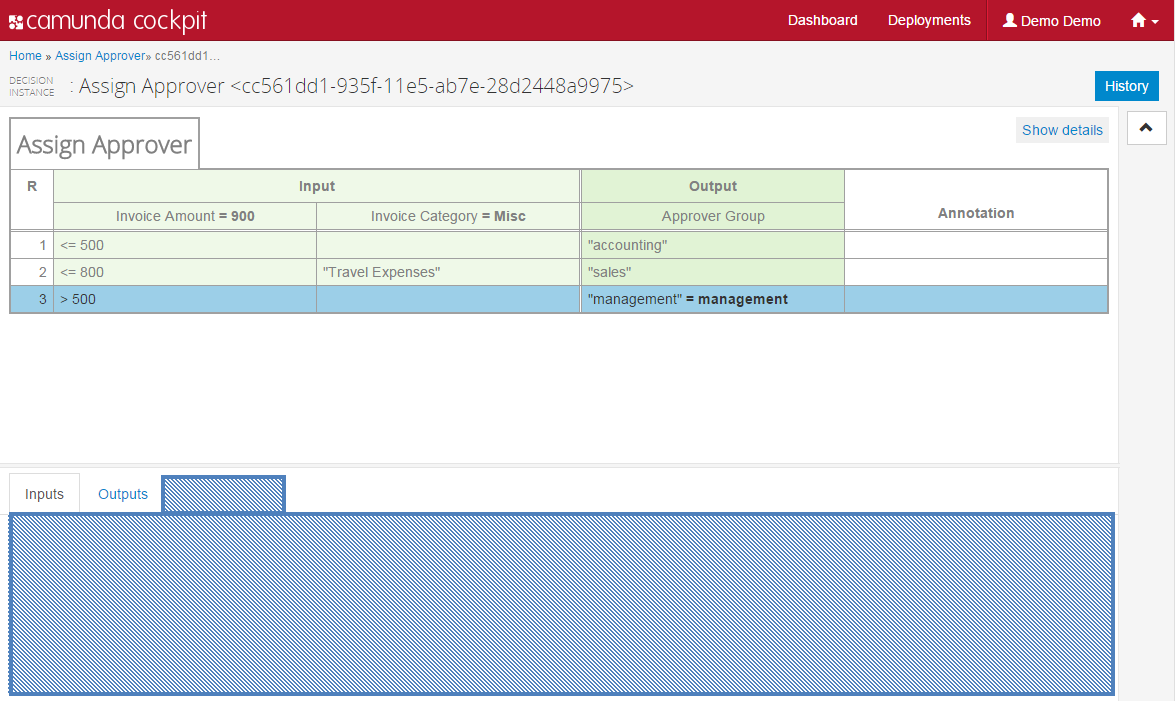 camunda cockpit Dashboard Deployments Demo Demo
Home » Assign Approver» cc561dd1...
DECISION INSTANCE : Assign Approver <cc561dd1-935f-11e5-ab7e-28d2448a9975> History
Assign Approver Show details
R Input Output Annotation
Invoice Amount = 900 Invoice Category = Misc Approver Group
1 <= 500 "accounting"
2 <= 800 "Travel Expenses" "sales"
3 > 500 "management" = management
Inputs Outputs